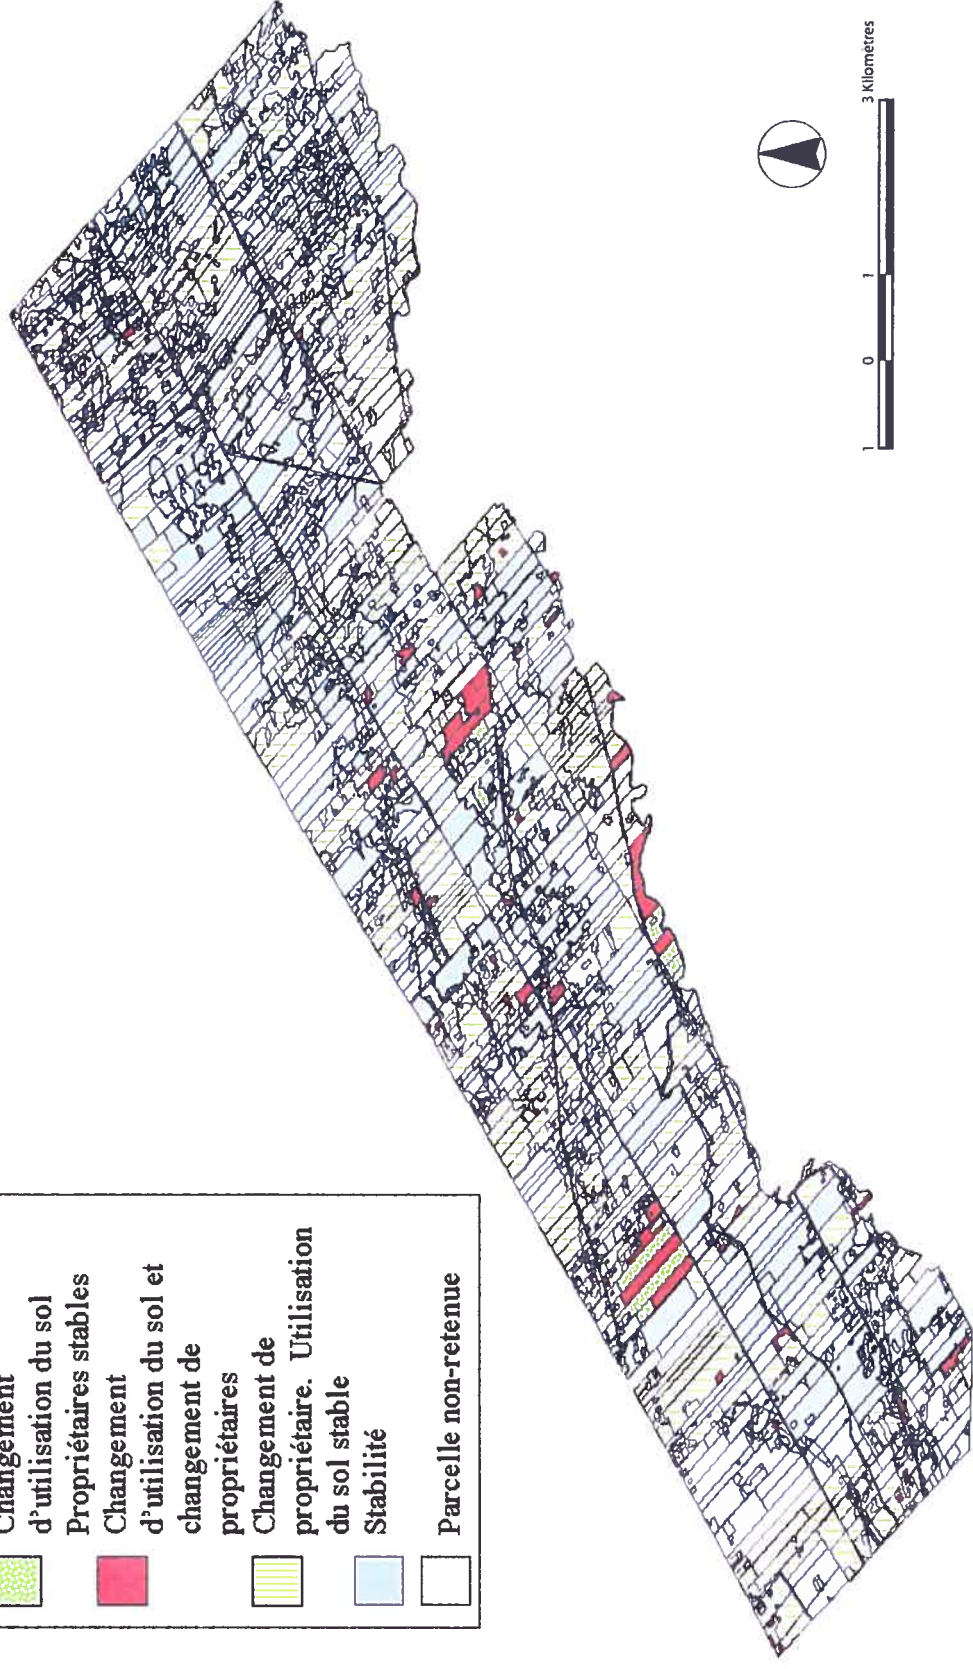 Changement
d'utilisation du sol
Propriétaires stables
Changement
d'utilisation du sol et
changement de
propriétaires
Changement de
propriétaire. Utilisation
du sol stable
Stabilité
Parcelle non-retenue
1 0 1 3 Kilomètres